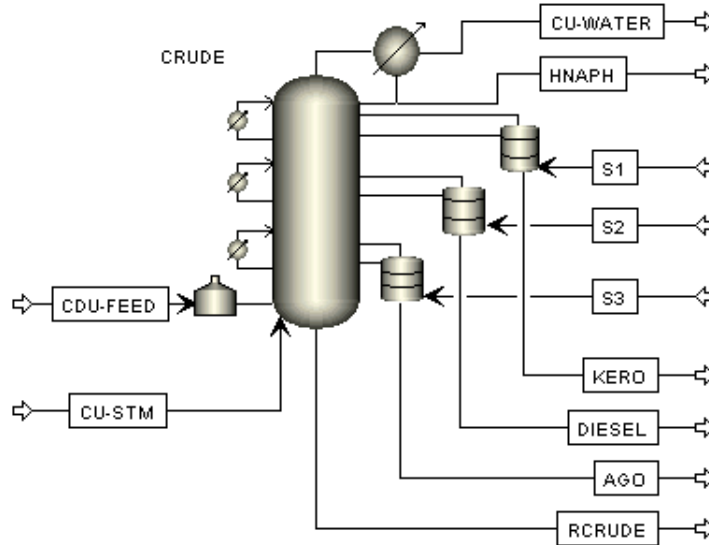 CU-WATER
CRUDE
HNAPH
S1
S2
S3
CDU-FEED
KERO
CU-STM
DIESEL
AGO
RCRUDE